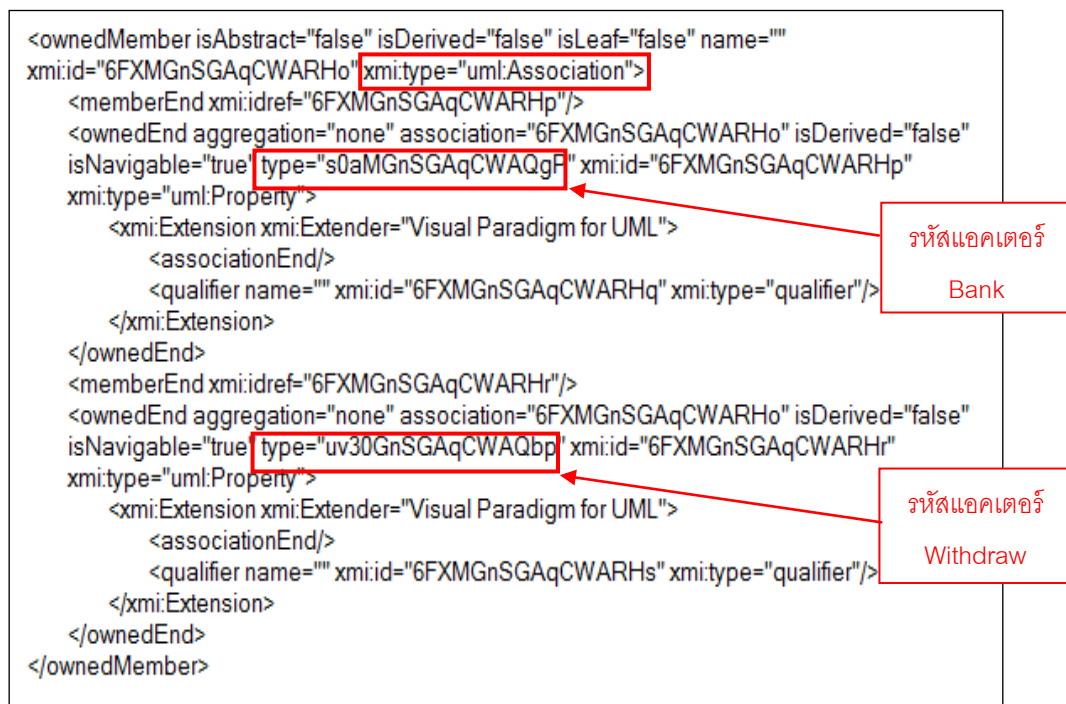 <ownedMember isAbstract="false" isDerived="false" isLeaf="false" name=""
xmi:id="6FXMGnSGAqCWARHo" xmi:type="uml:Association">
<memberEnd xmi:idref="6FXMGnSGAqCWARHp"/>
<ownedEnd aggregation="none" association="6FXMGnSGAqCWARHo" isDerived="false"
isNavigable="true" type="s0aMGnSGAqCWAQgP" xmi:id="6FXMGnSGAqCWARHp"
xmi:type="uml:Property">
<xmi:Extension xmi:Extender="Visual Paradigm for UML">
<associationEnd/>
<qualifier name="" xmi:id="6FXMGnSGAqCWARHq" xmi:type="qualifier"/>
</xmi:Extension>
</ownedEnd>
<memberEnd xmi:idref="6FXMGnSGAqCWARHr"/>
<ownedEnd aggregation="none" association="6FXMGnSGAqCWARHo" isDerived="false"
isNavigable="true" type="uv30GnSGAqCWAQbp" xmi:id="6FXMGnSGAqCWARHr"
xmi:type="uml:Property">
<xmi:Extension xmi:Extender="Visual Paradigm for UML">
<associationEnd/>
<qualifier name="" xmi:id="6FXMGnSGAqCWARHs" xmi:type="qualifier"/>
</xmi:Extension>
</ownedEnd>
</ownedMember>
รหัสแอคเตอร์
Bank
รหัสแอคเตอร์
Withdraw